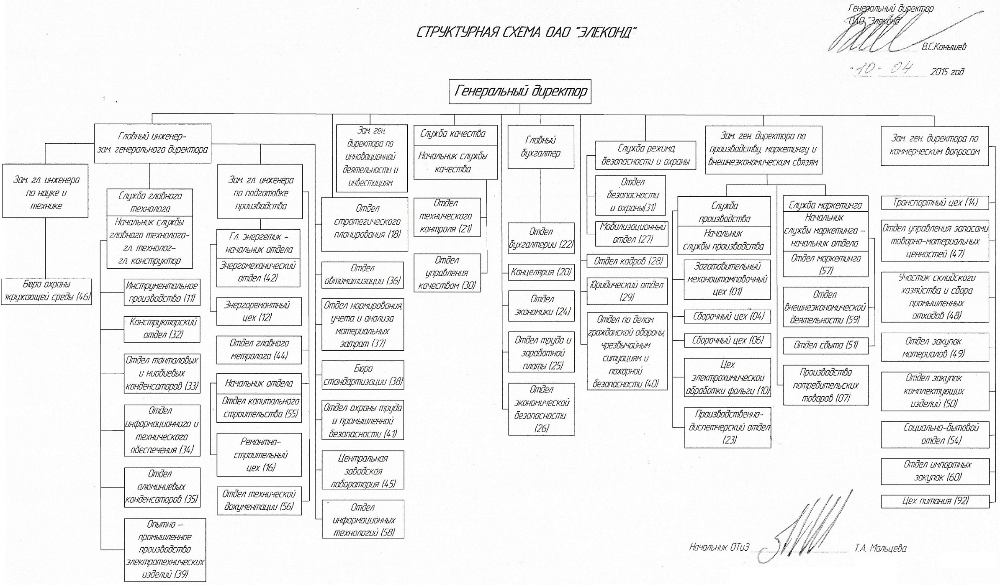 Генеральный директор
ОАО "Элеконд"
СТРУКТУРНАЯ СХЕМА ОАО "ЭЛЕКОНД"
В.С.Конышев
"10" 04 2015 год
Генеральный директор
Главный инженер-
зам. генерального директора
Зам. гл. инженера
по науке и
технике
Бюро охраны
кружающей среды (46)
Служба главного
технолога
Начальник службы
главного технолога-
гл. технолог-
гл. конструктор
Инструментальное
производство (11)
Конструкторский
отдел (32)
Отдел танталовых
и ниобиевых
конденсаторов (33)
Отдел
информационного и
технического
обеспечения (34)
Отдел
алюминиевых
конденсаторов (35)
Опытно -
промышленное
производство
электротехнических
изделий (39)
Зам. гл. инженера
по подготовке
производства
Гл. энергетик -
начальник отдела
Энергомеханический
отдел (42)
Энергоремонтный
цех (12)
Отдел главного
метролога (44)
Начальник отдела
Отдел капитального
строительства (55)
Ремонтно-
строительный
цех (16)
Отдел технической
документации (56)
Зам. ген.
директора по
инновационной
деятельности и
инвестициям
Отдел
стратегического
планирования (18)
Отдел
автоматизации (36)
Отдел нормирования,
учета и анализа
материальных
затрат (37)
Бюро
стандартизации (38)
Отдел охраны труда
и промышленной
безопасности (41)
Центральная
заводская
лаборатория (45)
Отдел
информационных
технологий (58)
Служба качества
Начальник службы
качества
Отдел
технического
контроля (21)
Отдел
управления
качеством (30)
Главный
бухгалтер
Отдел
бухгалтерии (22)
Канцелярия (20)
Отдел
экономики (24)
Отдел труда и
заработной
платы (25)
Отдел
экономической
безопасности
(26)
Служба режима,
безопасности и охраны
Отдел
безопасности
и охраны(31)
Мобилизационный
отдел (27)
Отдел кадров (28)
Юридический отдел
(29)
Отдел по делам
гражданской обороны,
чрезвычайным
ситуациям и
пожарной
безопасности (40)
Зам. ген. директора по
производству, маркетингу и
внешнеэкономическим связям
Служба
производства
Начальник
службы производства
Заготовительный
механоштамповочный
цех (01)
Сборочный цех (04)
Сборочный цех (06)
Цех
электрохимической
обработки фольги (10)
Производственно-
диспетчерский отдел
(23)
Служба маркетинга
Начальник
службы маркетинга -
начальник отдела
Отдел маркетинга
(57)
Отдел
внешнеэкономической
деятельности (59)
Отдел сбыта (51)
Производство
потребительских
товаров (07)
Зам. ген. директора по
коммерческим вопросам
Транспортный цех (14)
Отдел управления запасами
товарно-материальных
ценностей (47)
Участок складского
хозяйства и сбора
промышленных
отходов (48)
Отдел закупок
материалов (49)
Отдел закупок
комплектующих
изделий (50)
Социально-бытовой
отдел (54)
Отдел импортных
закупок (60)
Цех питания (92)
Начальник ОТиЗ Т.А. Мальцева